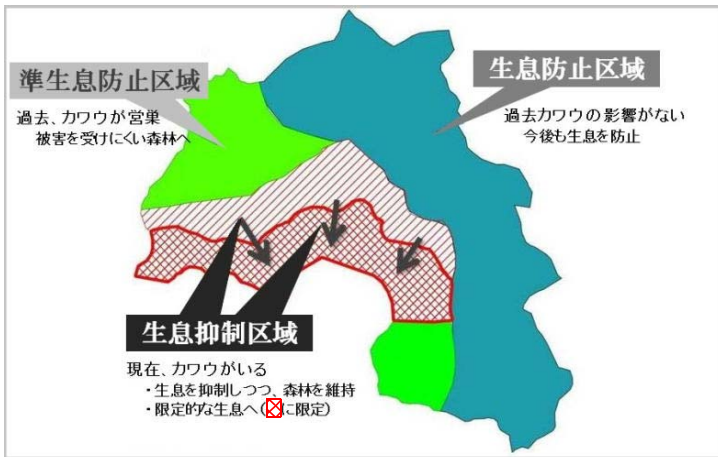 準生息防止区域
過去、カワウが営巣
被害を受けにくい森林へ
生息防止区域
過去カワウの影響がない
今後も生息を防止
生息抑制区域
現在、カワウがいる
・生息を抑制しつつ、森林を維持
・限定的な生息へ(に限定)